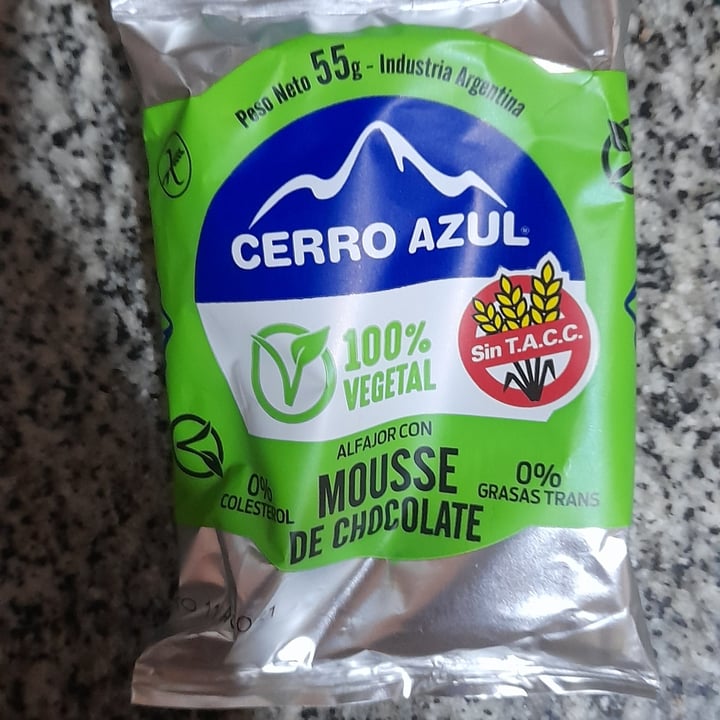 Peso Neto 55g - Industria Argentina
CERRO AZUL
100%
VEGETAL
Sin T.A.C.C.
ALFAJOR CON
MOUSSE
DE CHOCOLATE
0%
COLESTEROL
0%
GRASAS TRANS